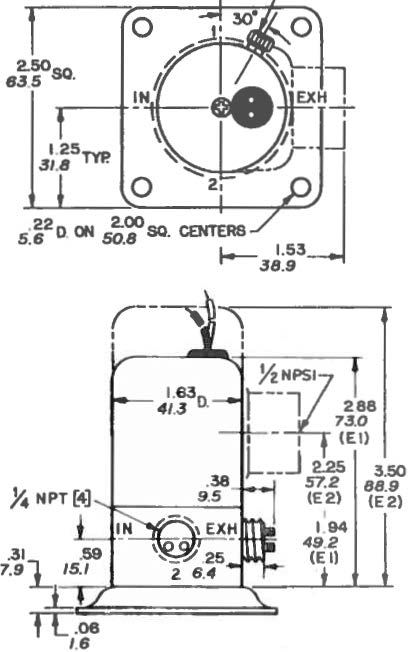 30°
1
2.50 SQ.
63.5
IN EXH
1.25 TYP.
31.8
2
.22 D. ON 2.00 SQ. CENTERS
5.6 50.8
1.53
38.9
1/2 NPSI
1.63 D.
41.3
2.88
73.0
(E1)
.38
9.5
2.25
57.2
(E2)
3.50
88.9
(E2)
1/4 NPT [4]
IN EXH
1.94
49.2
(E1)
.31
7.9
.59
15.1
2
.25
6.4
.06
1.6